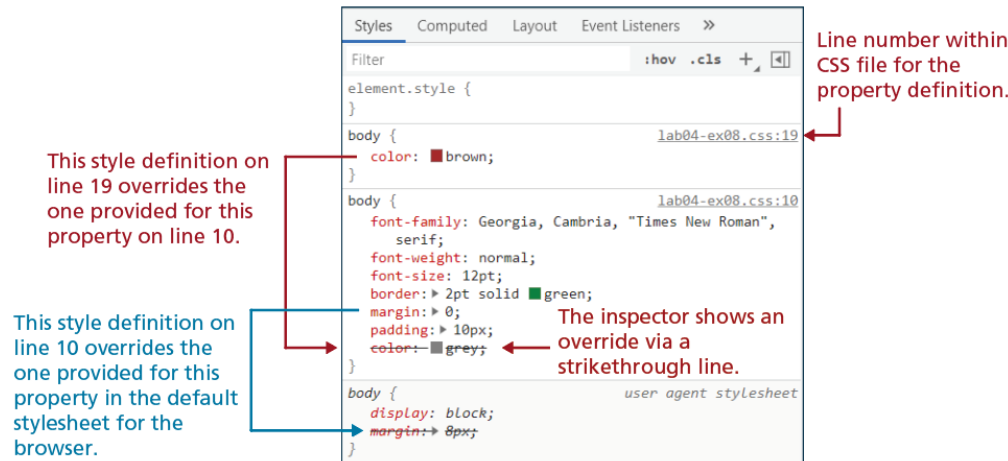 Styles Computed Layout Event Listeners »
Filter :hov .cls +
element.style {
}
body { lab04-ex08.css:19
color: brown;
}
body { lab04-ex08.css:10
font-family: Georgia, Cambria, "Times New Roman",
serif;
font-weight: normal;
font-size: 12pt;
border: 2pt solid green;
margin: 0;
padding: 10px;
color: grey;
}
body { user agent stylesheet
display: block;
margin: 8px;
}
Line number within
CSS file for the
property definition.
This style definition on
line 19 overrides the
one provided for this
property on line 10.
This style definition on
line 10 overrides the
one provided for this
property in the default
stylesheet for the
browser.
The inspector shows an
override via a
strikethrough line.